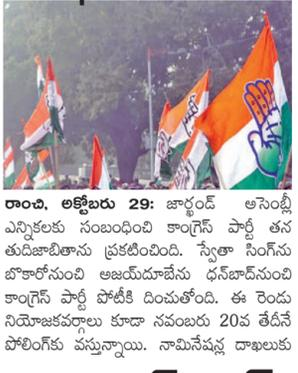 రాంచి, అక్టోబరు 29: జార్ఖండ్ అసెంబ్లీ
ఎన్నికలకు సంబంధించి కాంగ్రెస్ పార్టీ తన
తుదిజాబితాను ప్రకటించింది. స్వేతా సింగ్‌ను
బొకారోనుంచి అజయ్‌దూబేను ధన్‌బాద్‌నుంచి
కాంగ్రెస్ పార్టీ పోటీకి దించుతోంది. ఈ రెండు
నియోజకవర్గాలు కూడా నవంబరు 20వ తేదీనే
పోలింగ్‌కు వస్తున్నాయి. నామినేషన్ల దాఖలుకు